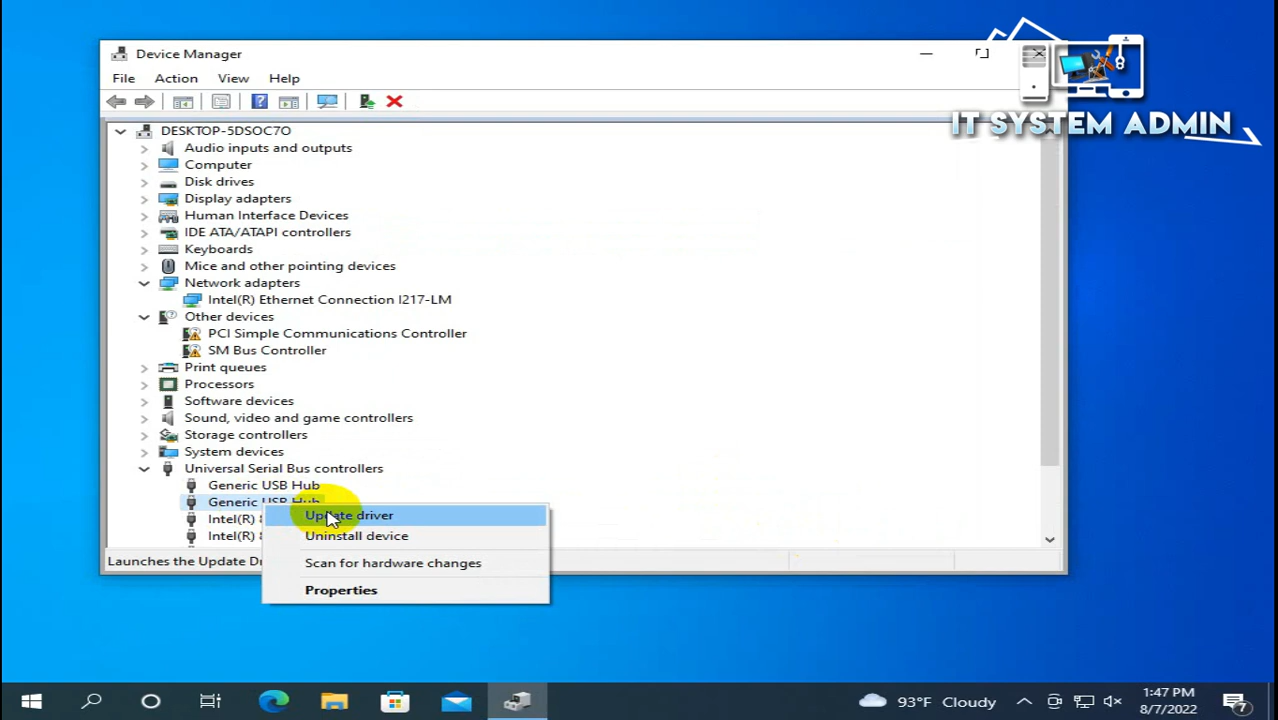 Device Manager
IT SYSTEM ADMIN
File Action View Help
DESKTOP-5DSOC7O
Audio inputs and outputs
Computer
Disk drives
Display adapters
Human Interface Devices
IDE ATA/ATAPI controllers
Keyboards
Mice and other pointing devices
Network adapters
Intel(R) Ethernet Connection I217-LM
Other devices
PCI Simple Communications Controller
SM Bus Controller
Print queues
Processors
Software devices
Sound, video and game controllers
Storage controllers
System devices
Universal Serial Bus controllers
Generic USB Hub
Generic USB Hub
Intel(R)
Intel(R)
Launches the Update
Update driver
Uninstall device
Scan for hardware changes
Properties
93°F Cloudy
1:47 PM
8/7/2022
7